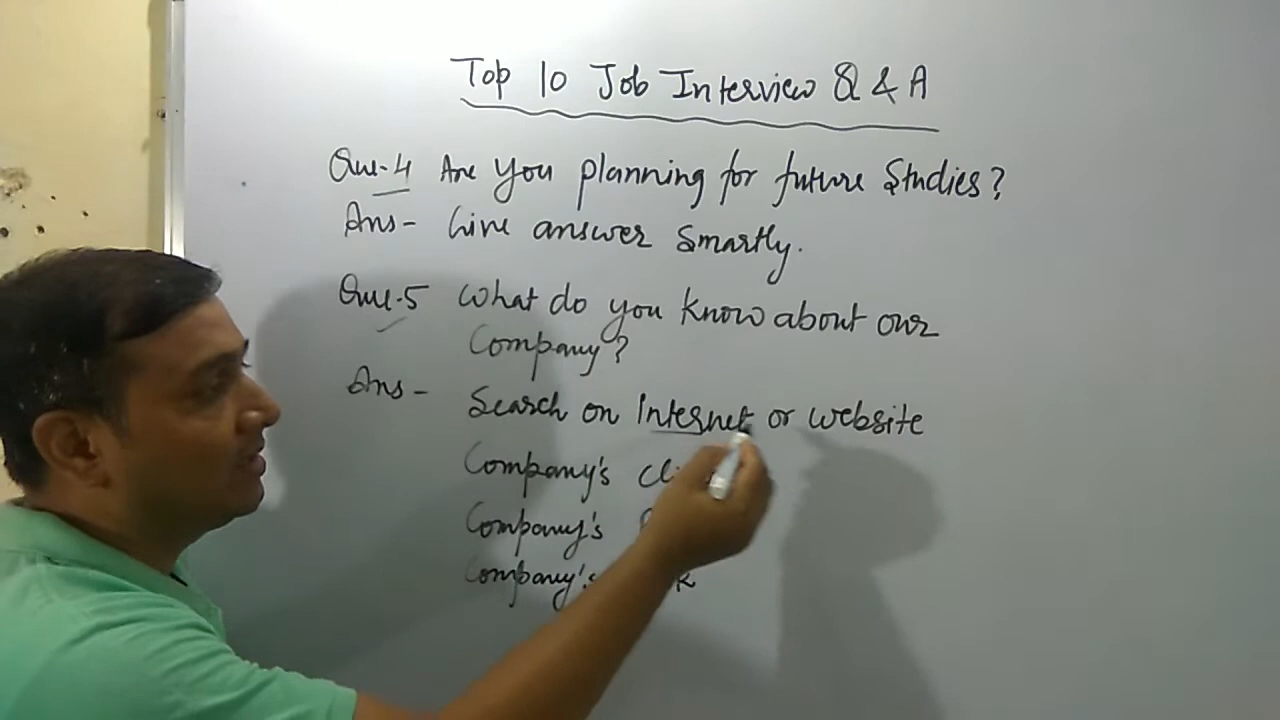 Top 10 Job Interview Q & A
Que-4 Are you planning for future Studies?
Ans- Give answer Smartly.
Que-5 What do you know about our
Company?
Ans- Search on Internet or website
Company's
Company's
Company's